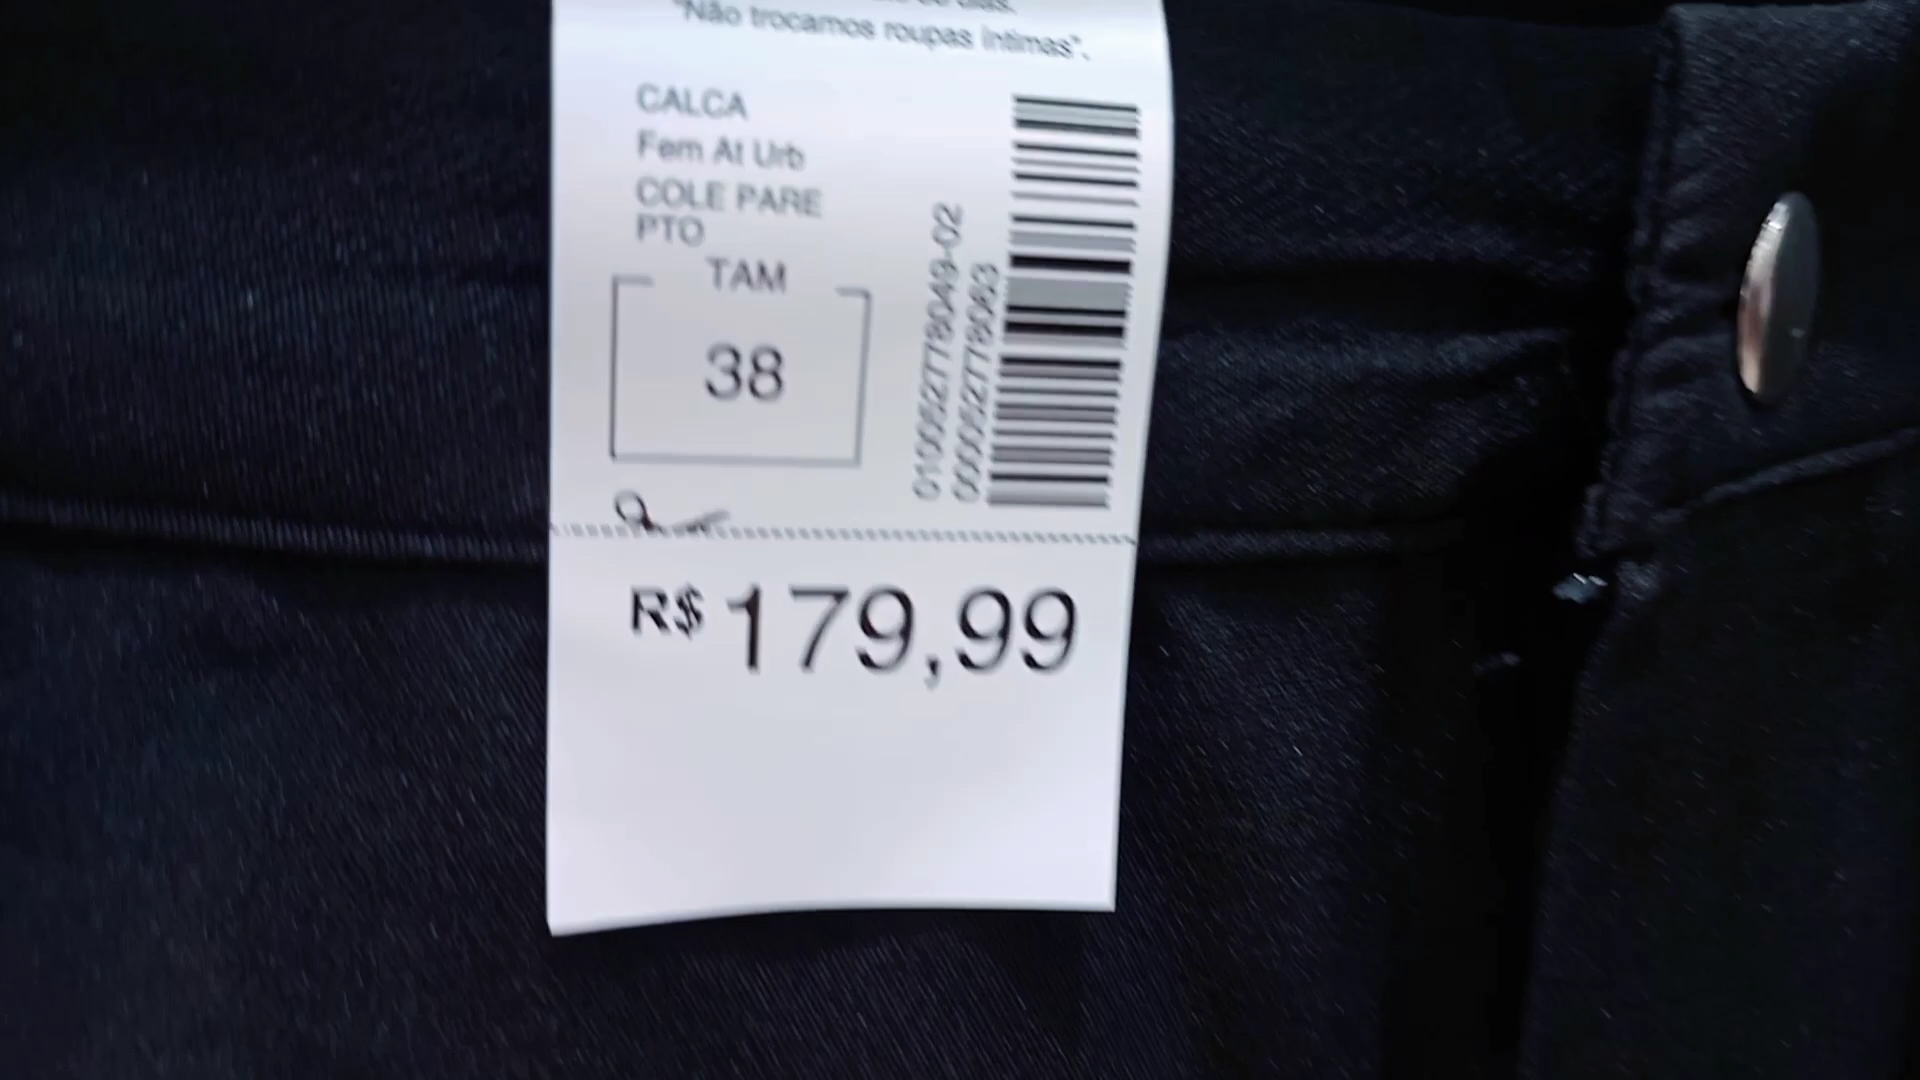 "Não trocamos roupas íntimas".
CALCA
Fem At Urb
COLE PARE
PTO
TAM
38
R$ 179,99